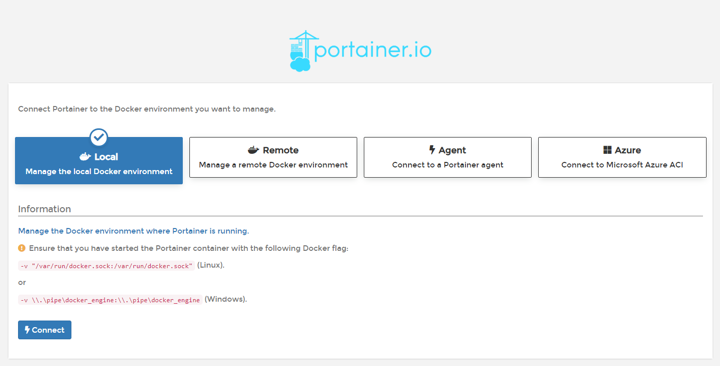 portainer.io
Connect Portainer to the Docker environment you want to manage.
Local
Manage the local Docker environment
Remote
Manage a remote Docker environment
Agent
Connect to a Portainer agent
Azure
Connect to Microsoft Azure ACI
Information
Manage the Docker environment where Portainer is running.
Ensure that you have started the Portainer container with the following Docker flag:
-v "/var/run/docker.sock:/var/run/docker.sock" (Linux).
or
-v \\.\pipe\docker_engine:\\.\pipe\docker_engine (Windows).
Connect